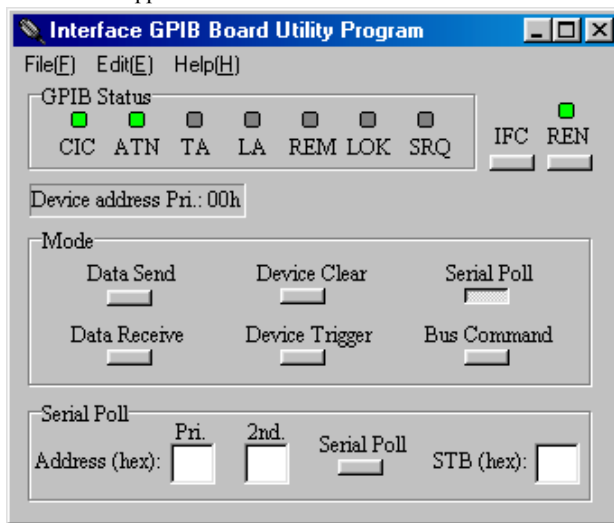 Interface GPIB Board Utility Program
File(F) Edit(E) Help(H)
GPIB Status
CIC ATN TA LA REM LOK SRQ
IFC REN
Device address Pri.: 00h
Mode
Data Send Device Clear Serial Poll
Data Receive Device Trigger Bus Command
Serial Poll
Pri. 2nd. Serial Poll
Address (hex): STB (hex):